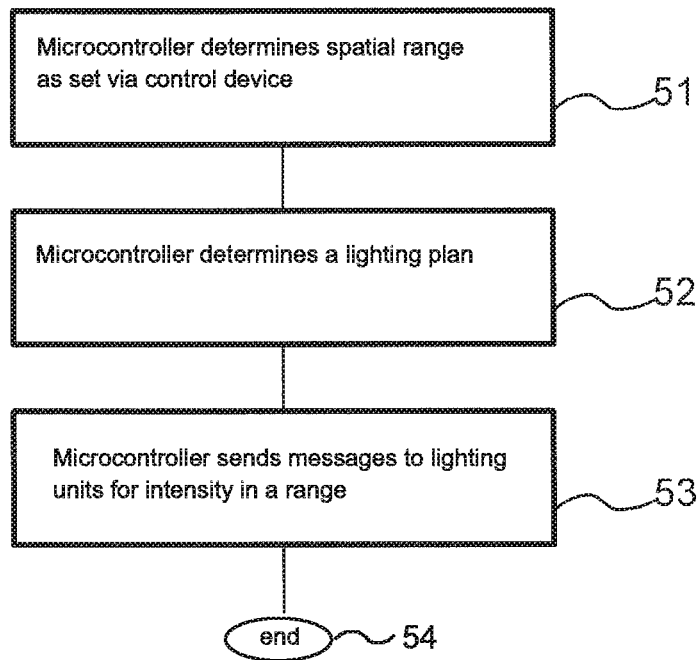 Microcontroller determines spatial range
as set via control device
51
Microcontroller determines a lighting plan
52
Microcontroller sends messages to lighting
units for intensity in a range
53
end
54